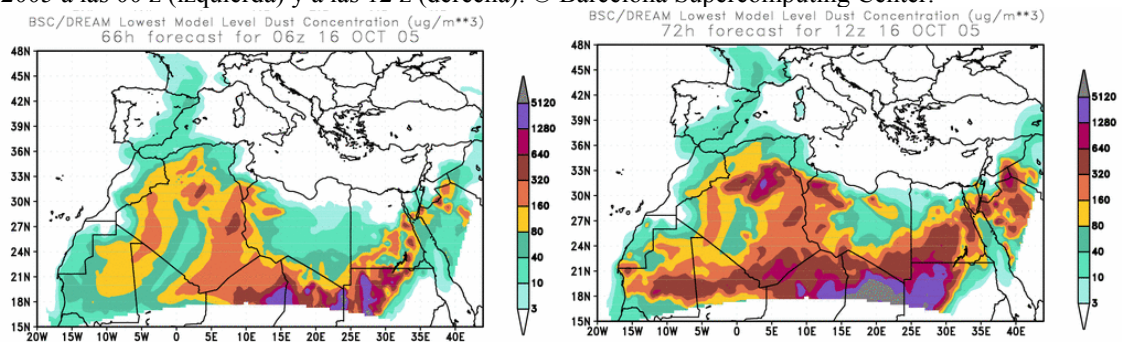 2005 a las 00 z (izquierda) y a las 12 z (derecha). © Barcelona Supercomputing Center.
BSC/DREAM Lowest Model Level Dust Concentration (ug/m**3)
66h forecast for 06z 16 OCT 05
48N
45N
42N
39N
36N
33N
30N
27N
24N
21N
18N
15N
20W 15W 10W 5W 0 5E 10E 15E 20E 25E 30E 35E 40E
5120
1280
640
320
160
80
40
10
3
BSC/DREAM Lowest Model Level Dust Concentration (ug/m**3)
72h forecast for 12z 16 OCT 05
48N
45N
42N
39N
36N
33N
30N
27N
24N
21N
18N
15N
20W 15W 10W 5W 0 5E 10E 15E 20E 25E 30E 35E 40E
5120
1280
640
320
160
80
40
10
3